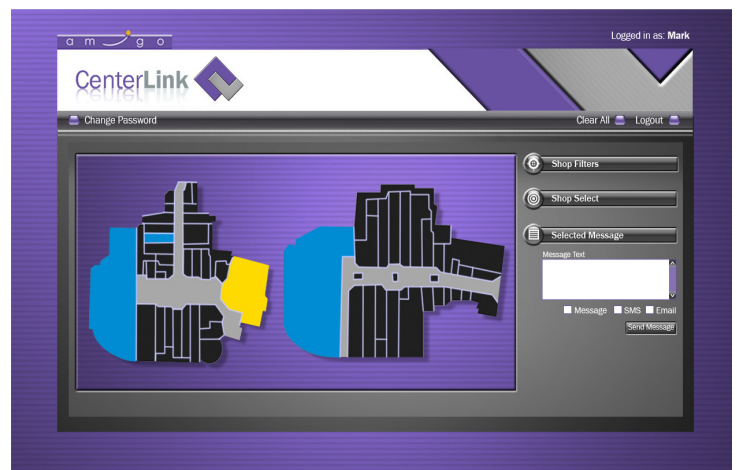 amigo
Logged in as: Mark
CenterLink
Change Password
Clear All
Logout
Shop Filters
Shop Select
Selected Message
Message Text
Message
SMS
Email
Send Message